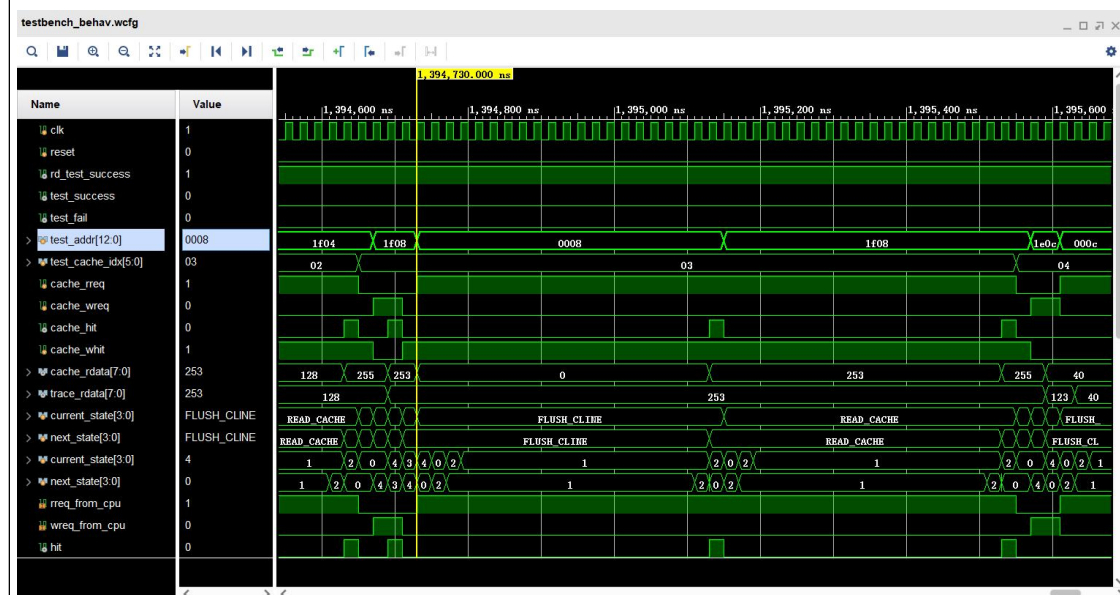 testbench_behav.wcfg
1,394,730.000 ns
Name Value
1,394,600 ns 1,394,800 ns 1,395,000 ns 1,395,200 ns 1,395,400 ns 1,395,600
clk 1
reset 0
rd_test_success 1
test_success 0
test_fail 0
test_addr[12:0] 0008 1f04 1f08 0008 1f08 1e0c 000c
test_cache_idx[5:0] 03 02 03 04
cache_rreq 1
cache_wreq 0
cache_hit 0
cache_whit 1
cache_rdata[7:0] 253 128 255 253 0 253 255 40
trace_rdata[7:0] 253 128 253 123 40
current_state[3:0] FLUSH_CLINE READ_CACHE FLUSH_CLINE READ_CACHE FLUSH_
next_state[3:0] FLUSH_CLINE READ_CACHE FLUSH_CLINE READ_CACHE FLUSH_CL
current_state[3:0] 4 1 2 0 4 3 4 0 2 1 2 0 2 1 2 0 4 0 2 1
next_state[3:0] 0 1 2 0 4 3 4 0 2 1 2 0 2 1 2 0 4 0 2 1
rreq_from_cpu 1
wreq_from_cpu 0
hit 0